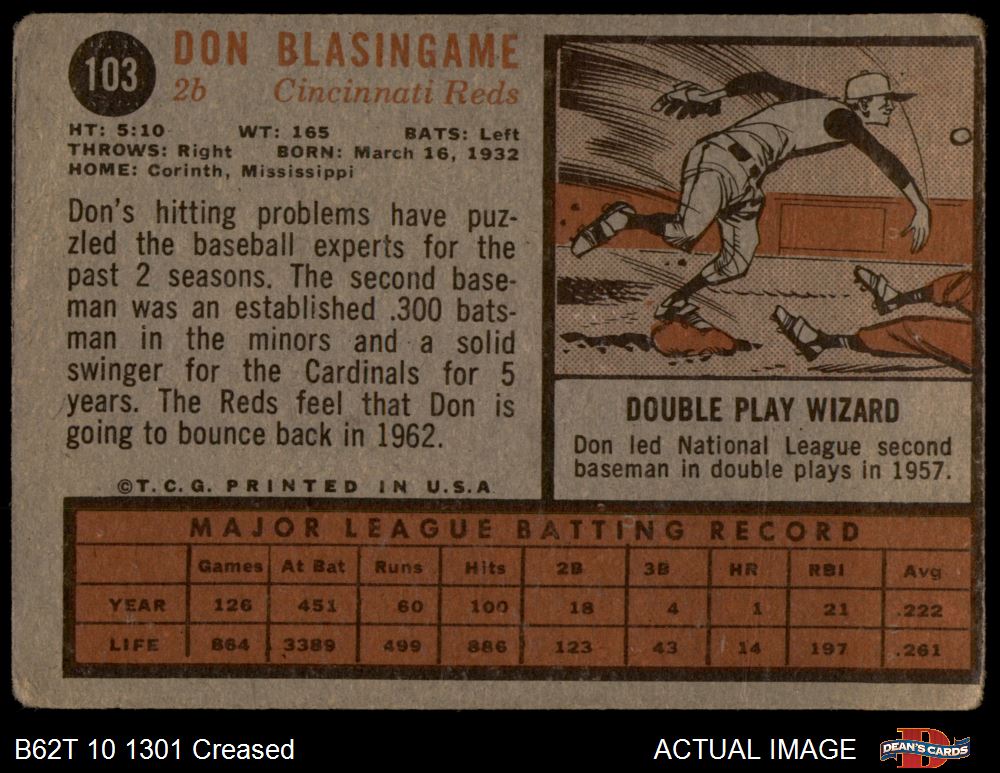 103
DON BLASINGAME
2b Cincinnati Reds
HT: 5:10 WT: 165 BATS: Left
THROWS: Right BORN: March 16, 1932
HOME: Corinth, Mississippi
Don's hitting problems have puz-
zled the baseball experts for the
past 2 seasons. The second base-
man was an established .300 bats-
man in the minors and a solid
swinger for the Cardinals for 5
years. The Reds feel that Don is
going to bounce back in 1962.
©T.C.G. PRINTED IN U.S.A.
DOUBLE PLAY WIZARD
Don led National League second
baseman in double plays in 1957.
MAJOR LEAGUE BATTING RECORD
Games At Bat Runs Hits 2B 3B HR RBI Avg
YEAR 126 451 60 100 18 4 1 21 .222
LIFE 864 3389 499 886 123 43 14 197 .261
B62T 10 1301 Creased
ACTUAL IMAGE
D
DEAN'S CARDS